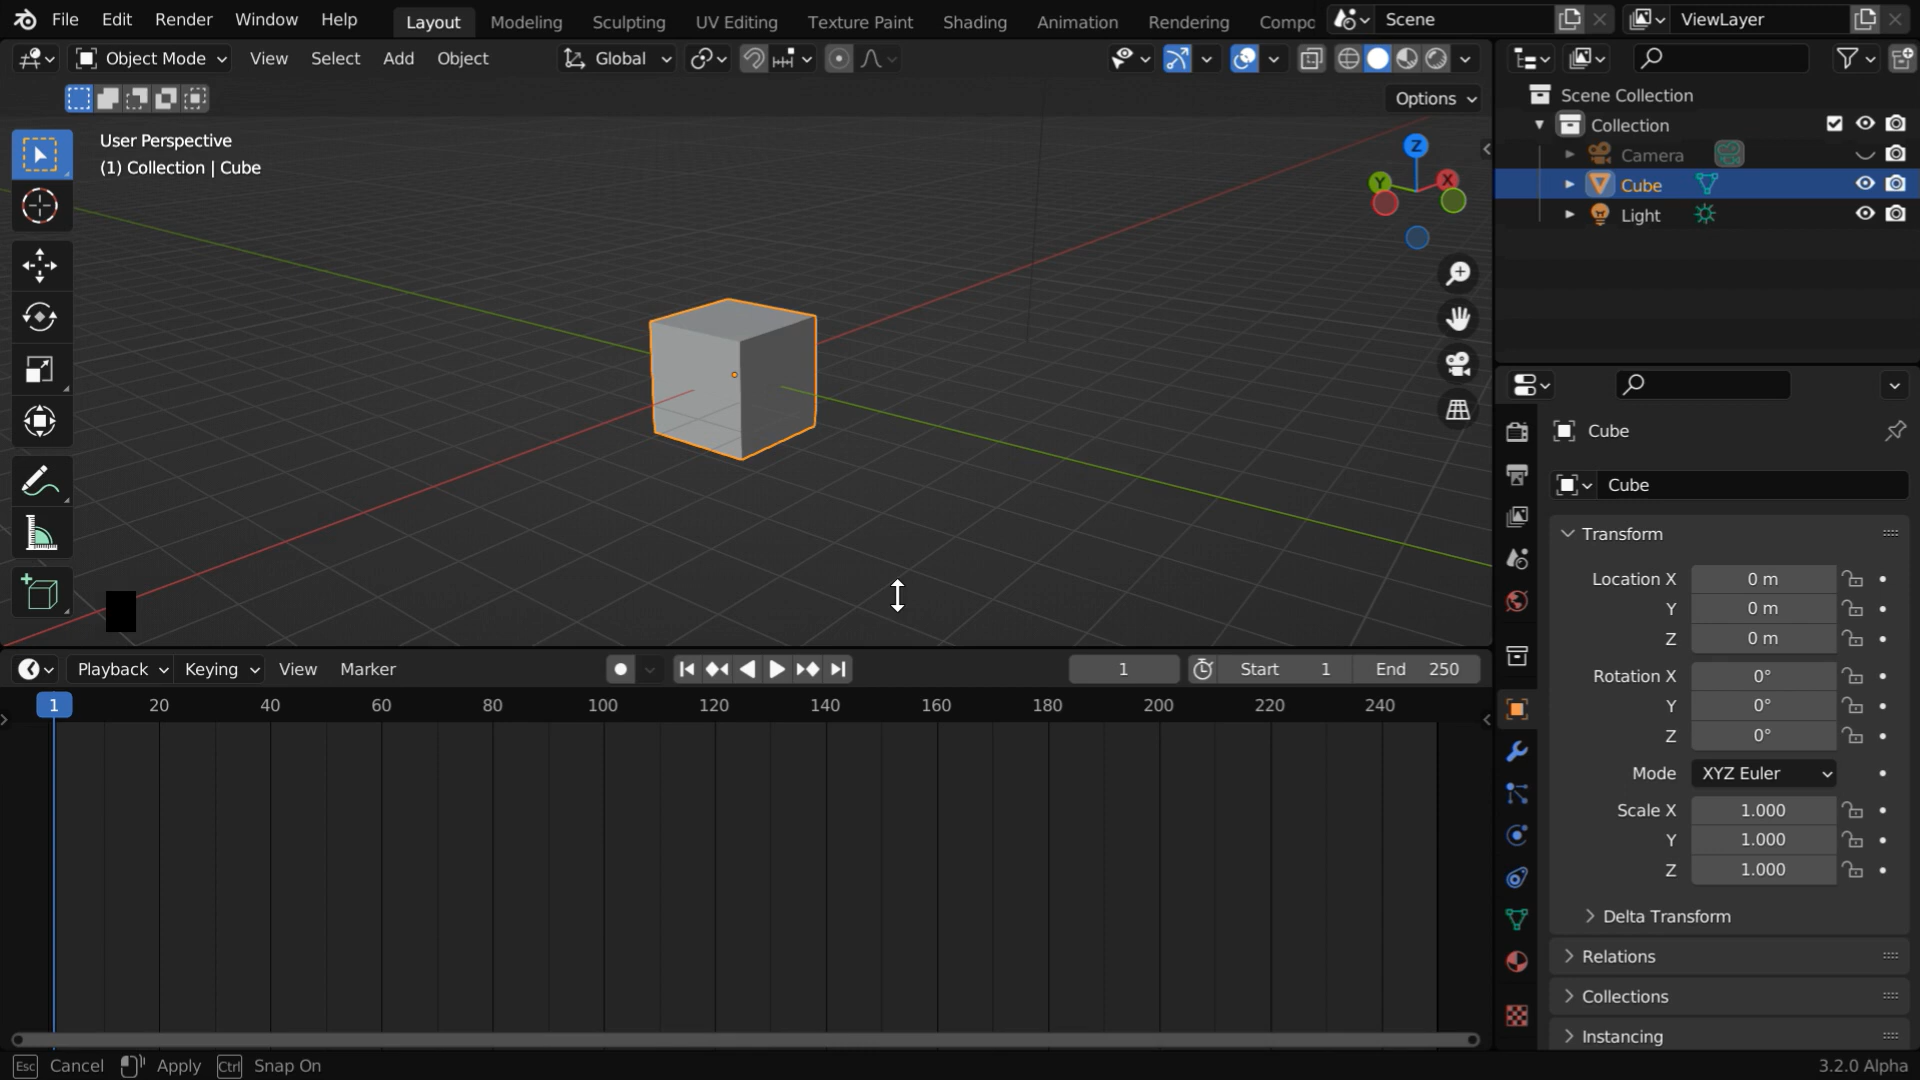 File Edit Render Window Help Layout Modeling Sculpting UV Editing Texture Paint Shading Animation Rendering Compo Scene ViewLayer
Object Mode View Select Add Object Global
Options
User Perspective
(1) Collection | Cube
Z
Y
X
Scene Collection
Collection
Camera
Cube
Light
Cube
Cube
Transform
Location X 0 m
Y 0 m
Z 0 m
Rotation X 0°
Y 0°
Z 0°
Mode XYZ Euler
Scale X 1.000
Y 1.000
Z 1.000
Delta Transform
Relations
Collections
Instancing
Playback Keying View Marker 1 Start 1 End 250
1 20 40 60 80 100 120 140 160 180 200 220 240
Esc Cancel Apply Ctrl Snap On 3.2.0 Alpha